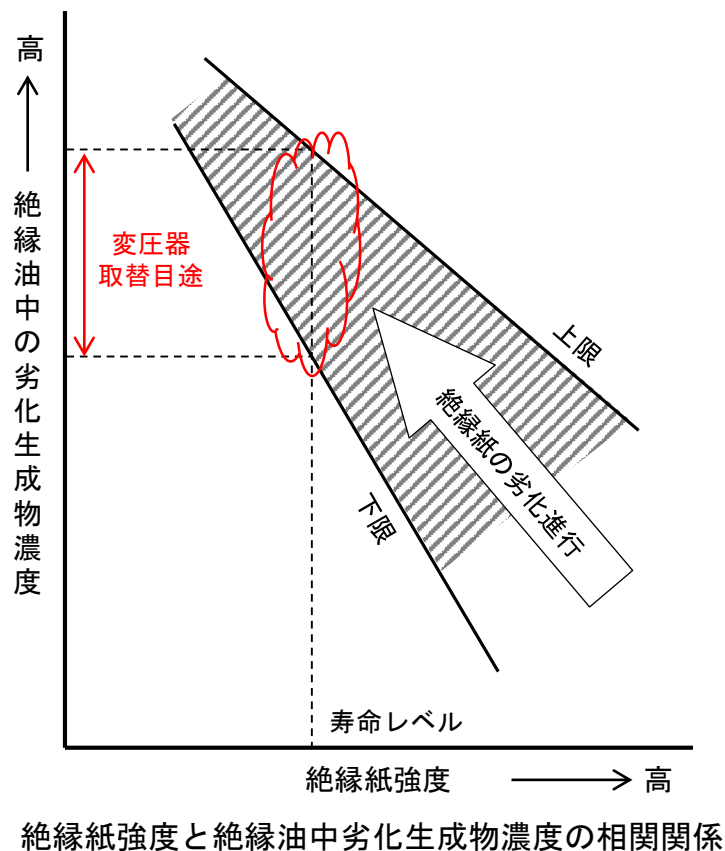 高
絶縁油中の劣化生成物濃度
変圧器
取替目途
上限
絶縁紙の劣化進行
下限
寿命レベル
絶縁紙強度
高
絶縁紙強度と絶縁油中劣化生成物濃度の相関関係